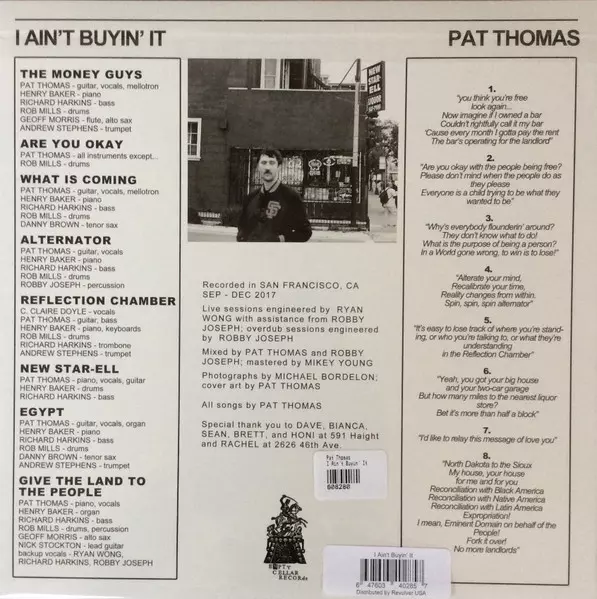 I AIN'T BUYIN' IT
PAT THOMAS
THE MONEY GUYS
PAT THOMAS - guitar, vocals, mellotron
HENRY BAKER - piano
RICHARD HARKINS - bass
ROB MILLS - drums
GEOFF MORRIS - flute, alto sax
ANDREW STEPHENS - trumpet
ARE YOU OKAY
PAT THOMAS - all instruments except...
ROB MILLS - drums
WHAT IS COMING
PAT THOMAS - guitar, vocals, mellotron
HENRY BAKER - piano
RICHARD HARKINS - bass
ROB MILLS - drums
DANNY BROWN - tenor sax
ALTERNATOR
PAT THOMAS - guitar, vocals
HENRY BAKER - piano
RICHARD HARKINS - bass
ROB MILLS - drums
ROBBY JOSEPH - percussion
REFLECTION CHAMBER
C. CLAIRE DOYLE - vocals
PAT THOMAS - guitar, bass
HENRY BAKER - piano, keyboards
ROB MILLS - drums
RICHARD HARKINS - trombone
ANDREW STEPHENS - trumpet
NEW STAR-ELL
PAT THOMAS - piano, vocals, guitar
HENRY BAKER - piano
ROB MILLS - drums
EGYPT
PAT THOMAS - guitar, vocals, organ
HENRY BAKER - piano
RICHARD HARKINS - bass
ROB MILLS - drums
DANNY BROWN - tenor sax
ANDREW STEPHENS - trumpet
GIVE THE LAND TO
THE PEOPLE
PAT THOMAS - piano, vocals
HENRY BAKER - organ
RICHARD HARKINS - bass
ROB MILLS - drums, percussion
GEOFF MORRIS - alto sax
NICK STOCKTON - lead guitar
backup vocals - RYAN WONG,
RICHARD HARKINS, ROBBY JOSEPH
NEW
STAR-
ELL
Recorded in SAN FRANCISCO, CA
SEP - DEC 2017
Live sessions engineered by RYAN
WONG with assistance from ROBBY
JOSEPH; overdub sessions engineered
by ROBBY JOSEPH
Mixed by PAT THOMAS and ROBBY
JOSEPH; mastered by MIKEY YOUNG
Photographs by MICHAEL BORDELON;
cover art by PAT THOMAS
All songs by PAT THOMAS
Special thank you to DAVE, BIANCA,
SEAN, BRETT, and HONI at 591 Haight
and RACHEL at 2626 46th Ave.
Pat Thomas
I Ain't Buyin' It
608260
EMPTY
CELLAR
RECORDS
1.
"you think you're free
look again...
Now imagine if I owned a bar
Couldn't rightfully call it my bar
'Cause every month I gotta pay the rent
The bar's operating for the landlord"
2.
"Are you okay with the people being free?
Please don't mind when the people do as
they please
Everyone is a child trying to be what they
wanted to be"
3.
"Why's everybody flounderin' around?
They don't know what to do!
What is the purpose of being a person?
In a World gone wrong, to win is to lose!"
4.
"Alterate your mind,
Recalibrate your time,
Reality changes from within.
Spin, spin, spin alternator"
5.
"It's easy to lose track of where you're stand-
ing, or who you're talking to, or what they're
understanding
in the Reflection Chamber"
6.
"Yeah, you got your big house
and your two-car garage
But how many miles to the nearest liquor
store?
Bet it's more than half a block"
7.
"I'd like to relay this message of love you"
8.
"North Dakota to the Sioux
My house, your house
for me and for you
Reconciliation with Black America
Reconciliation with Native America
Reconciliation with Latin America
Expropriation!
I mean, Eminent Domain on behalf of the
People!
Fork it over!
No more landlords"
I Ain't Buyin' It
6 47603 40285 7
Distributed by Revolver USA